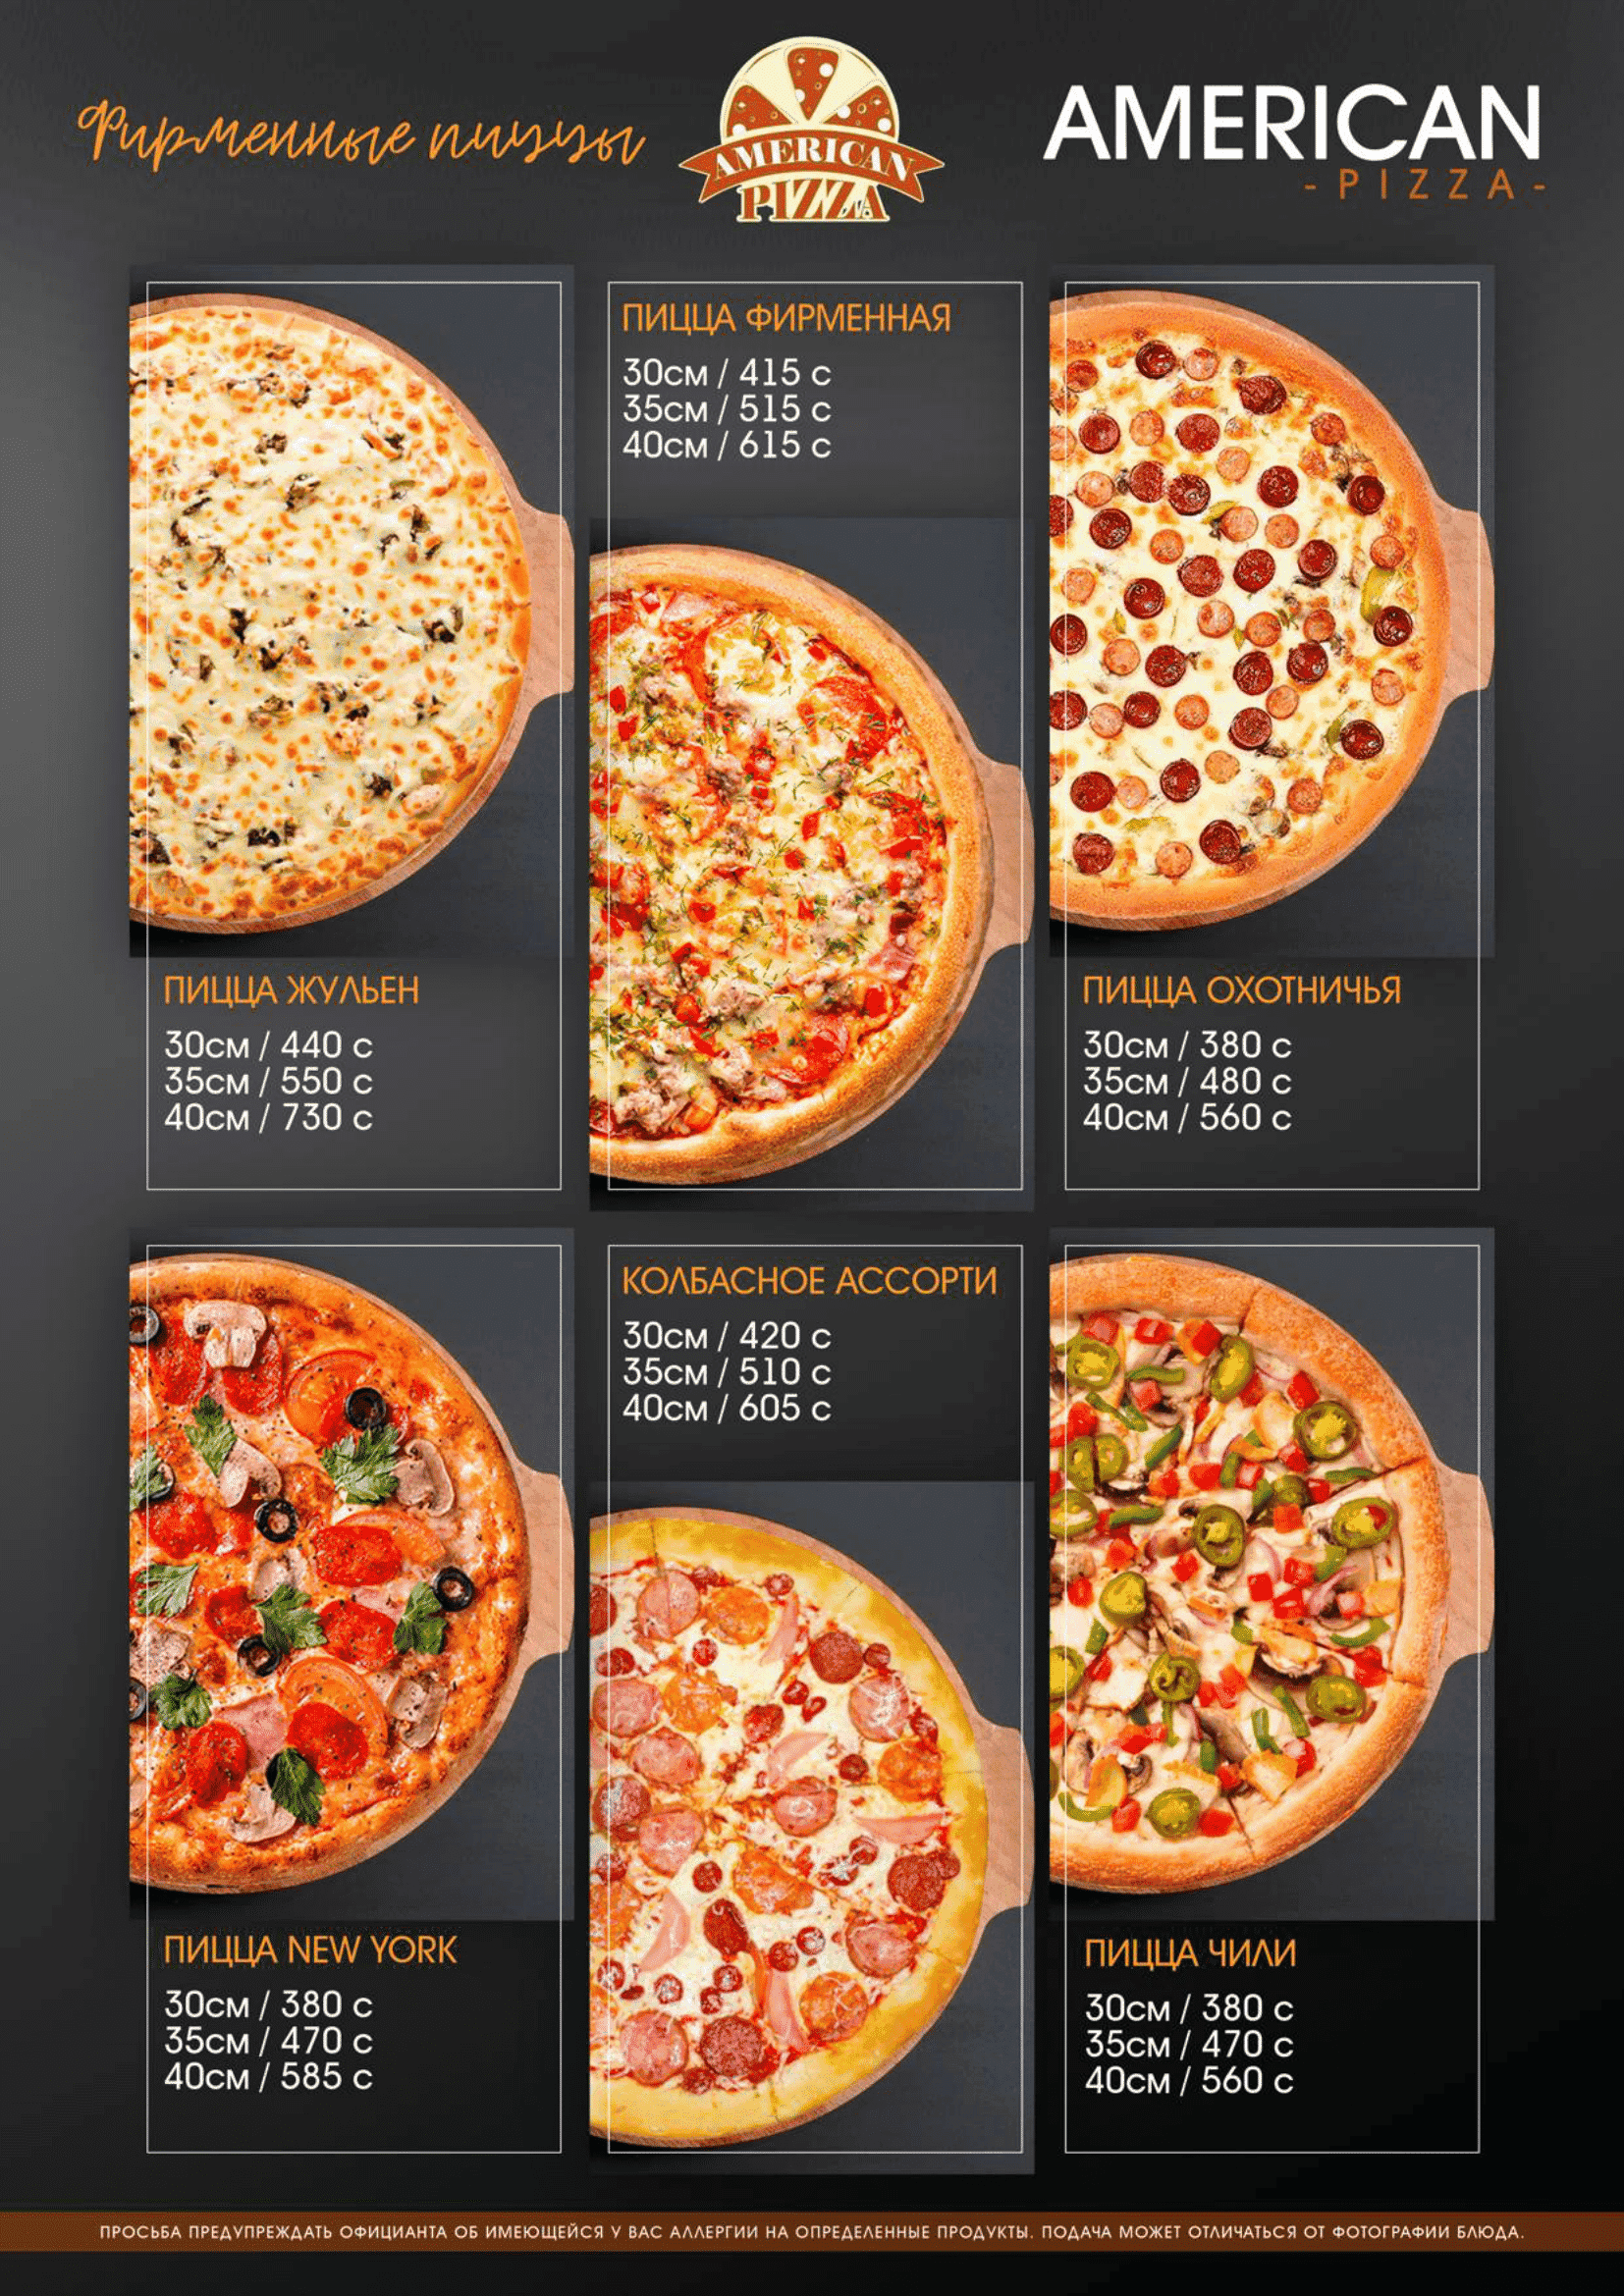 Фирменные пиццы
AMERICAN
PIZZA
AMERICAN
- PIZZA -
ПИЦЦА ФИРМЕННАЯ
30см / 415 с
35см / 515 с
40см / 615 с
ПИЦЦА ЖУЛЬЕН
30см / 440 с
35см / 550 с
40см / 730 с
ПИЦЦА ОХОТНИЧЬЯ
30см / 380 с
35см / 480 с
40см / 560 с
КОЛБАСНОЕ АССОРТИ
30см / 420 с
35см / 510 с
40см / 605 с
ПИЦЦА NEW YORK
30см / 380 с
35см / 470 с
40см / 585 с
ПИЦЦА ЧИЛИ
30см / 380 с
35см / 470 с
40см / 560 с
ПРОСЬБА ПРЕДУПРЕЖДАТЬ ОФИЦИАНТА ОБ ИМЕЮЩЕЙСЯ У ВАС АЛЛЕРГИИ НА ОПРЕДЕЛЕННЫЕ ПРОДУКТЫ. ПОДАЧА МОЖЕТ ОТЛИЧАТЬСЯ ОТ ФОТОГРАФИИ БЛЮДА.